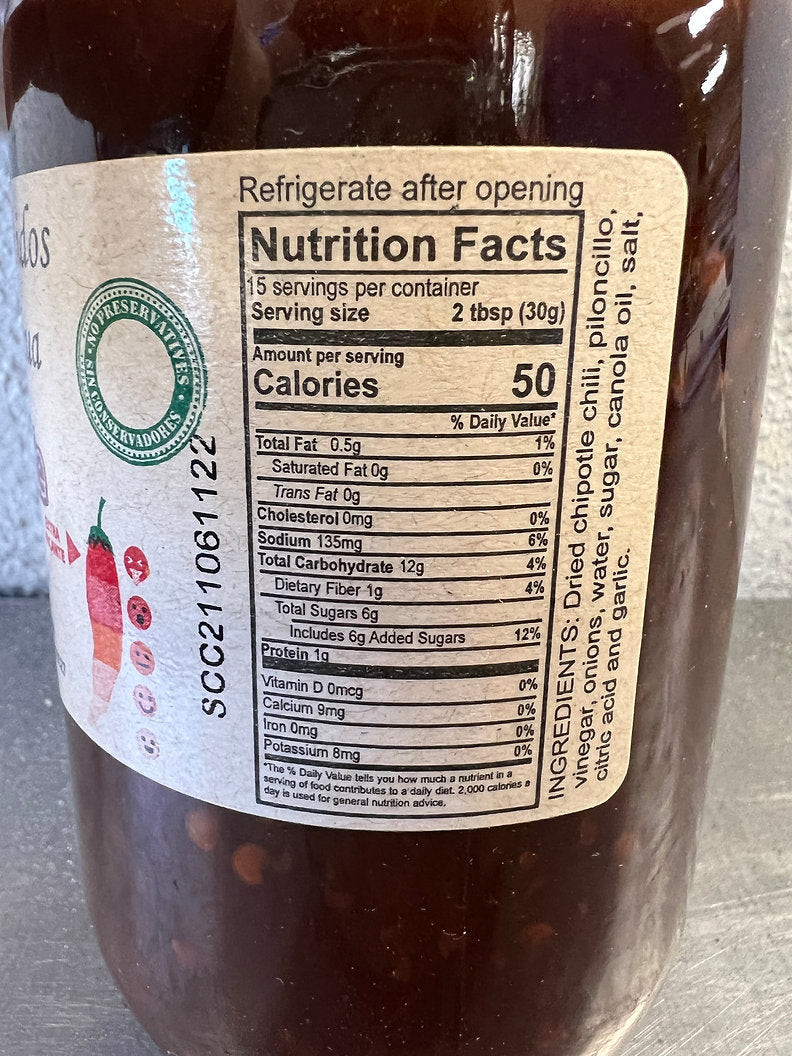 NO PRESERVATIVES •
SIN CONSERVADORES •
SCC211061122
Refrigerate after opening
Nutrition Facts
15 servings per container
Serving size 2 tbsp (30g)
Amount per serving
Calories 50
% Daily Value*
Total Fat 0.5g 1%
Saturated Fat 0g 0%
Trans Fat 0g
Cholesterol 0mg 0%
Sodium 135mg 6%
Total Carbohydrate 12g 4%
Dietary Fiber 1g 4%
Total Sugars 6g
Includes 6g Added Sugars 12%
Protein 1g
Vitamin D 0mcg 0%
Calcium 9mg 0%
Iron 0mg 0%
Potassium 8mg 0%
*The % Daily Value tells you how much a nutrient in a
serving of food contributes to a daily diet. 2,000 calories a
day is used for general nutrition advice.
INGREDIENTS: Dried chipotle chili, piloncillo,
vinegar, onions, water, sugar, canola oil, salt,
citric acid and garlic.